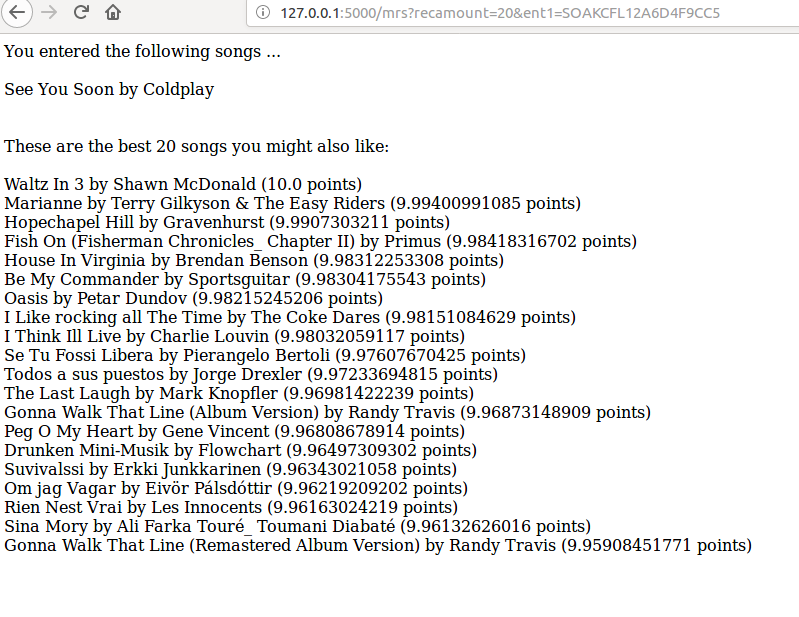 127.0.0.1:5000/mrs?recamount=20&ent1=SOAKCFL12A6D4F9CC5
You entered the following songs ...
See You Soon by Coldplay
These are the best 20 songs you might also like:
Waltz In 3 by Shawn McDonald (10.0 points)
Marianne by Terry Gilkyson & The Easy Riders (9.99400991085 points)
Hopechapel Hill by Gravenhurst (9.9907303211 points)
Fish On (Fisherman Chronicles_ Chapter II) by Primus (9.98418316702 points)
House In Virginia by Brendan Benson (9.98312253308 points)
Be My Commander by Sportsguitar (9.98304175543 points)
Oasis by Petar Dundov (9.98215245206 points)
I Like rocking all The Time by The Coke Dares (9.98151084629 points)
I Think Ill Live by Charlie Louvin (9.98032059117 points)
Se Tu Fossi Libera by Pierangelo Bertoli (9.97607670425 points)
Todos a sus puestos by Jorge Drexler (9.97233694815 points)
The Last Laugh by Mark Knopfler (9.96981422239 points)
Gonna Walk That Line (Album Version) by Randy Travis (9.96873148909 points)
Peg O My Heart by Gene Vincent (9.96808678914 points)
Drunken Mini-Musik by Flowchart (9.96497309302 points)
Suvivalssi by Erkki Junkkarinen (9.96343021058 points)
Om jag Vagar by Eivör Pálsdóttir (9.96219209202 points)
Rien Nest Vrai by Les Innocents (9.96163024219 points)
Sina Mory by Ali Farka Touré_ Toumani Diabaté (9.96132626016 points)
Gonna Walk That Line (Remastered Album Version) by Randy Travis (9.95908451771 points)